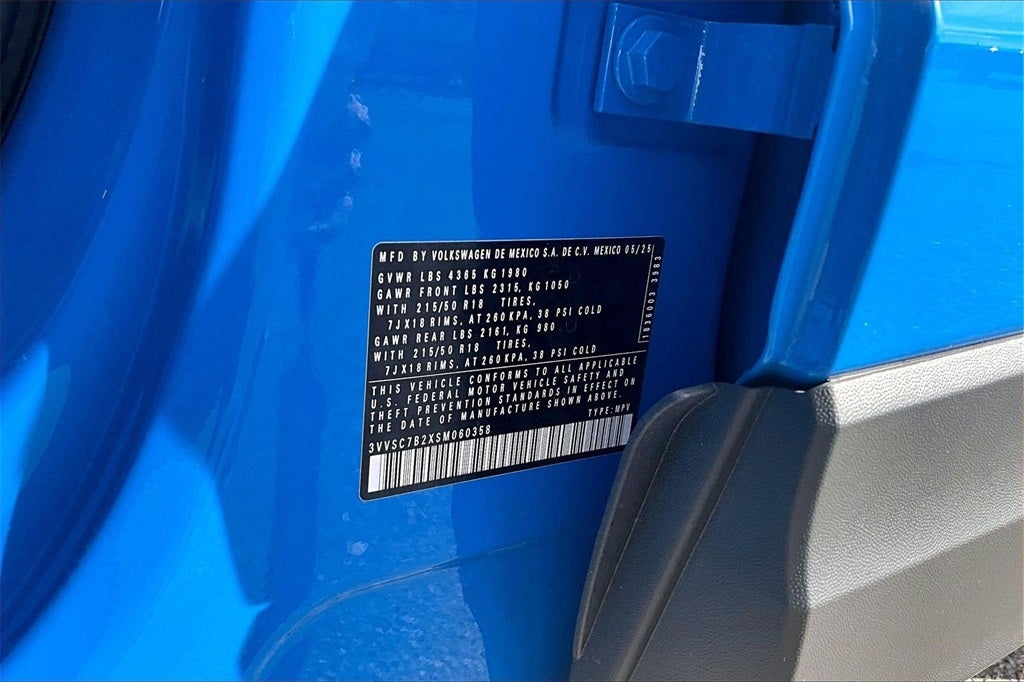 MFD BY VOLKSWAGEN DE MEXICO S.A. DE C.V. MEXICO 05/25
GVWR LBS 4365 KG 1980
GAWR FRONT LBS 2315, KG 1050
WITH 215/50 R18 TIRES,
7JX18 RIMS, AT 260 KPA, 38 PSI COLD
GAWR REAR LBS 2161, KG 980
WITH 215/50 R18 TIRES,
7JX18 RIMS, AT 260 KPA, 38 PSI COLD
THIS VEHICLE CONFORMS TO ALL APPLICABLE
U.S. FEDERAL MOTOR VEHICLE SAFETY AND
THEFT PREVENTION STANDARDS IN EFFECT ON
THE DATE OF MANUFACTURE SHOWN ABOVE.
TYPE: MPV
3VVSC7B2XSM060358
1836003 3983